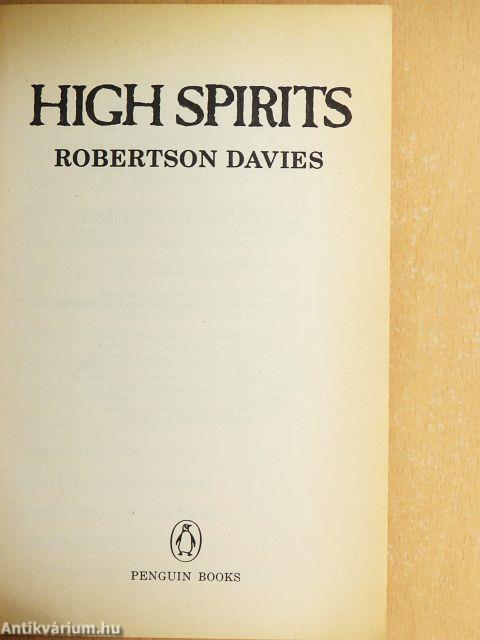 HIGH SPIRITS
ROBERTSON DAVIES
PENGUIN BOOKS
Antikvárium.hu